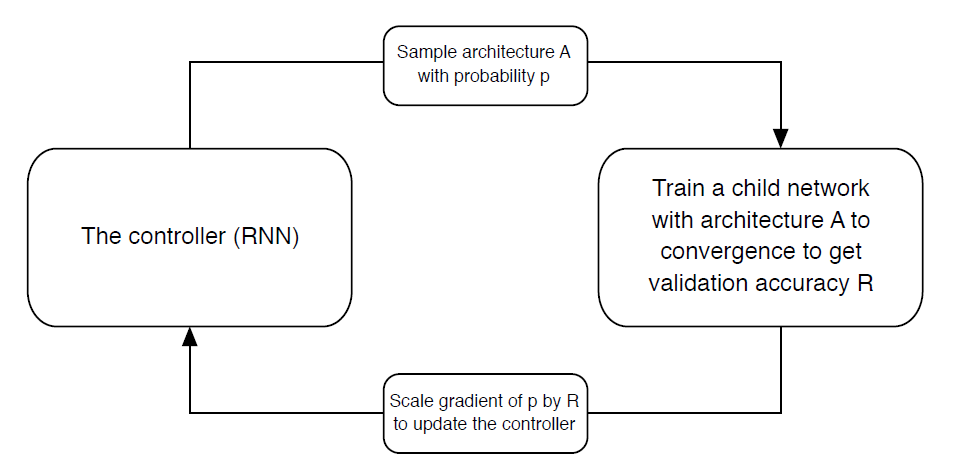 Sample architecture A
with probability p
The controller (RNN)
Train a child network
with architecture A to
convergence to get
validation accuracy R
Scale gradient of p by R
to update the controller